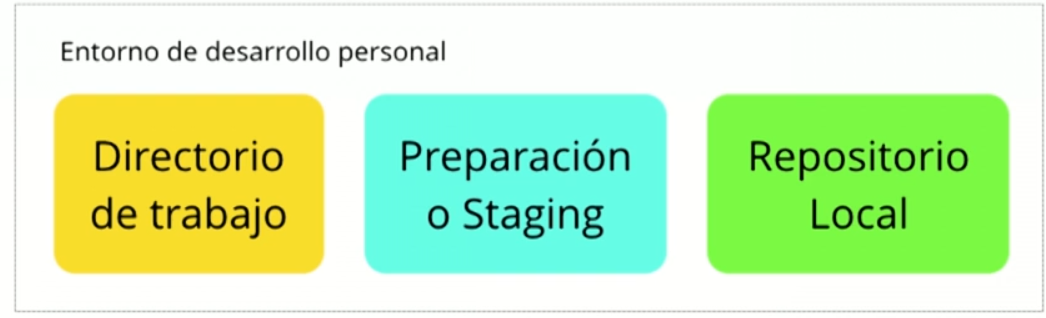 Entorno de desarrollo personal
Directorio
de trabajo
Preparación
o Staging
Repositorio
Local